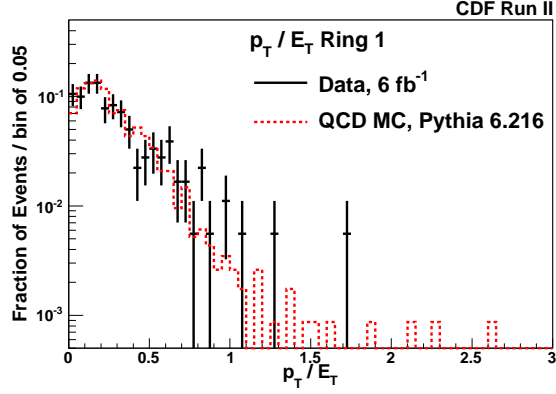 CDF Run II
p_T / E_T Ring 1
Data, 6 fb⁻¹
QCD MC, Pythia 6.216
Fraction of Events / bin of 0.05
10⁻¹
10⁻²
10⁻³
0 0.5 1 1.5 2 2.5 3
p_T / E_T